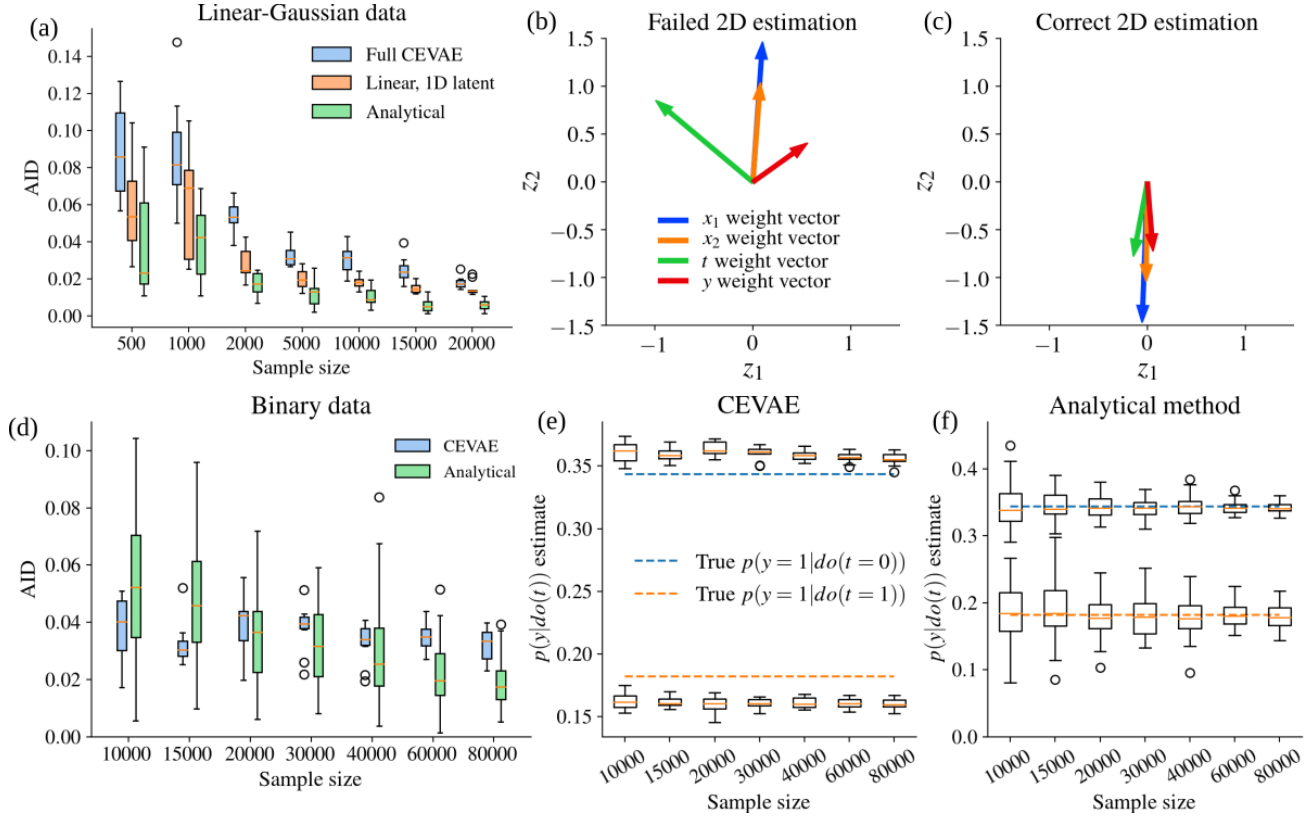 (a)
Linear-Gaussian data
AID
0.14
0.12
0.10
0.08
0.06
0.04
0.02
0.00
Full CEVAE
Linear, 1D latent
Analytical
500 1000 2000 5000 10000 15000 20000
Sample size
(b)
Failed 2D estimation
z2
1.5
1.0
0.5
0.0
−0.5
−1.0
−1.5
x1 weight vector
x2 weight vector
t weight vector
y weight vector
−1 0 1
z1
(c)
Correct 2D estimation
z2
1.5
1.0
0.5
0.0
−0.5
−1.0
−1.5
−1 0 1
z1
(d)
Binary data
AID
0.10
0.08
0.06
0.04
0.02
0.00
CEVAE
Analytical
10000 15000 20000 30000 40000 60000 80000
Sample size
(e)
CEVAE
p(y|do(t)) estimate
0.35
0.30
0.25
0.20
0.15
True p(y = 1|do(t = 0))
True p(y = 1|do(t = 1))
10000 15000 20000 30000 40000 60000 80000
Sample size
(f)
Analytical method
p(y|do(t)) estimate
0.4
0.3
0.2
0.1
0.0
10000 15000 20000 30000 40000 60000 80000
Sample size